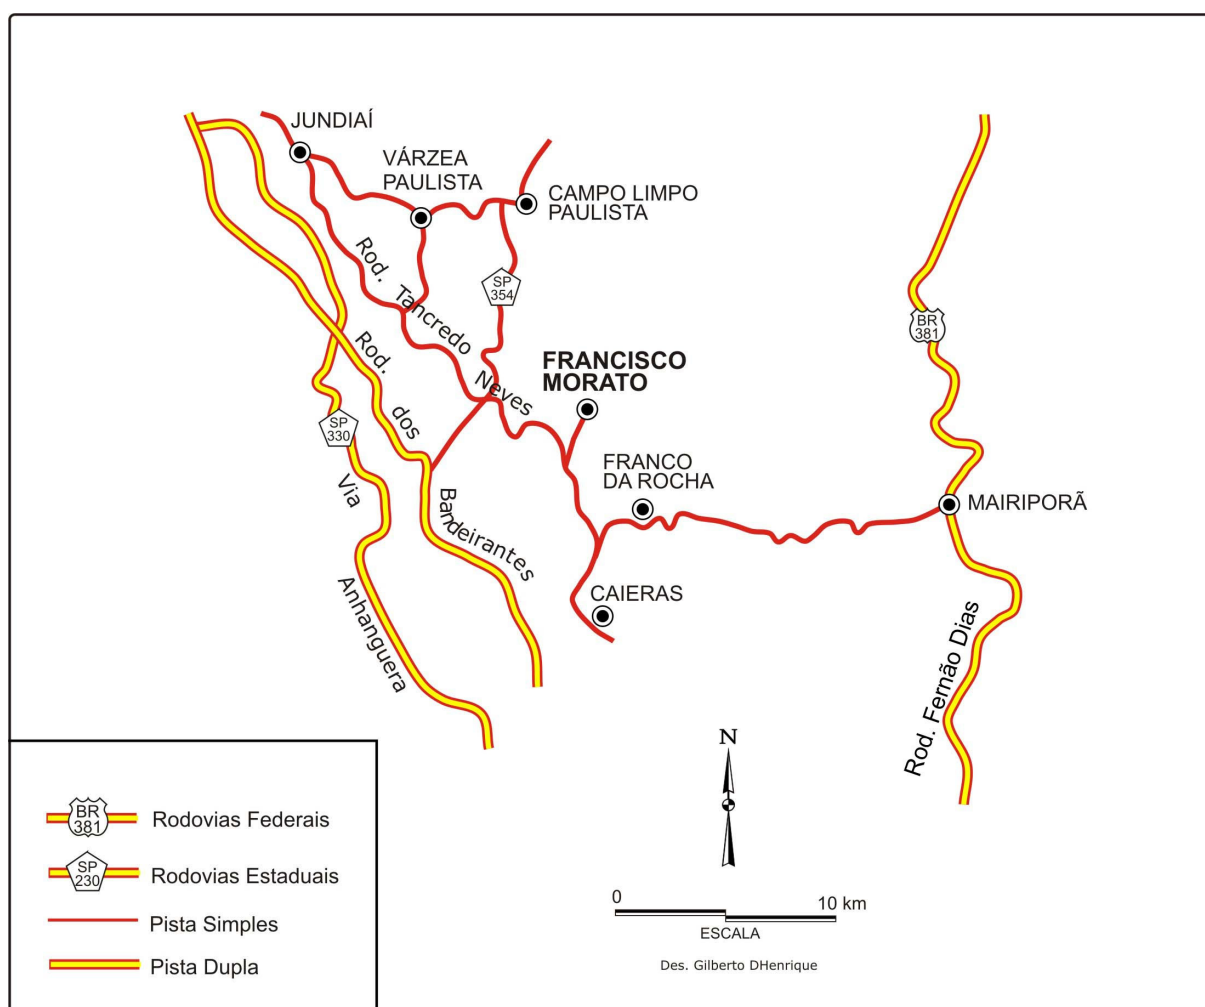 JUNDIAÍ
VÁRZEA
PAULISTA
CAMPO LIMPO
PAULISTA
Rod. Tancredo Neves
SP
354
BR
381
Rod. dos Bandeirantes
FRANCISCO
MORATO
SP
330
Via Anhanguera
FRANCO
DA ROCHA
MAIRIPORÃ
CAIERAS
Rod. Fernão Dias
N
BR
381
Rodovias Federais
SP
230
Rodovias Estaduais
Pista Simples
Pista Dupla
0 10 km
ESCALA
Des. Gilberto DHenrique